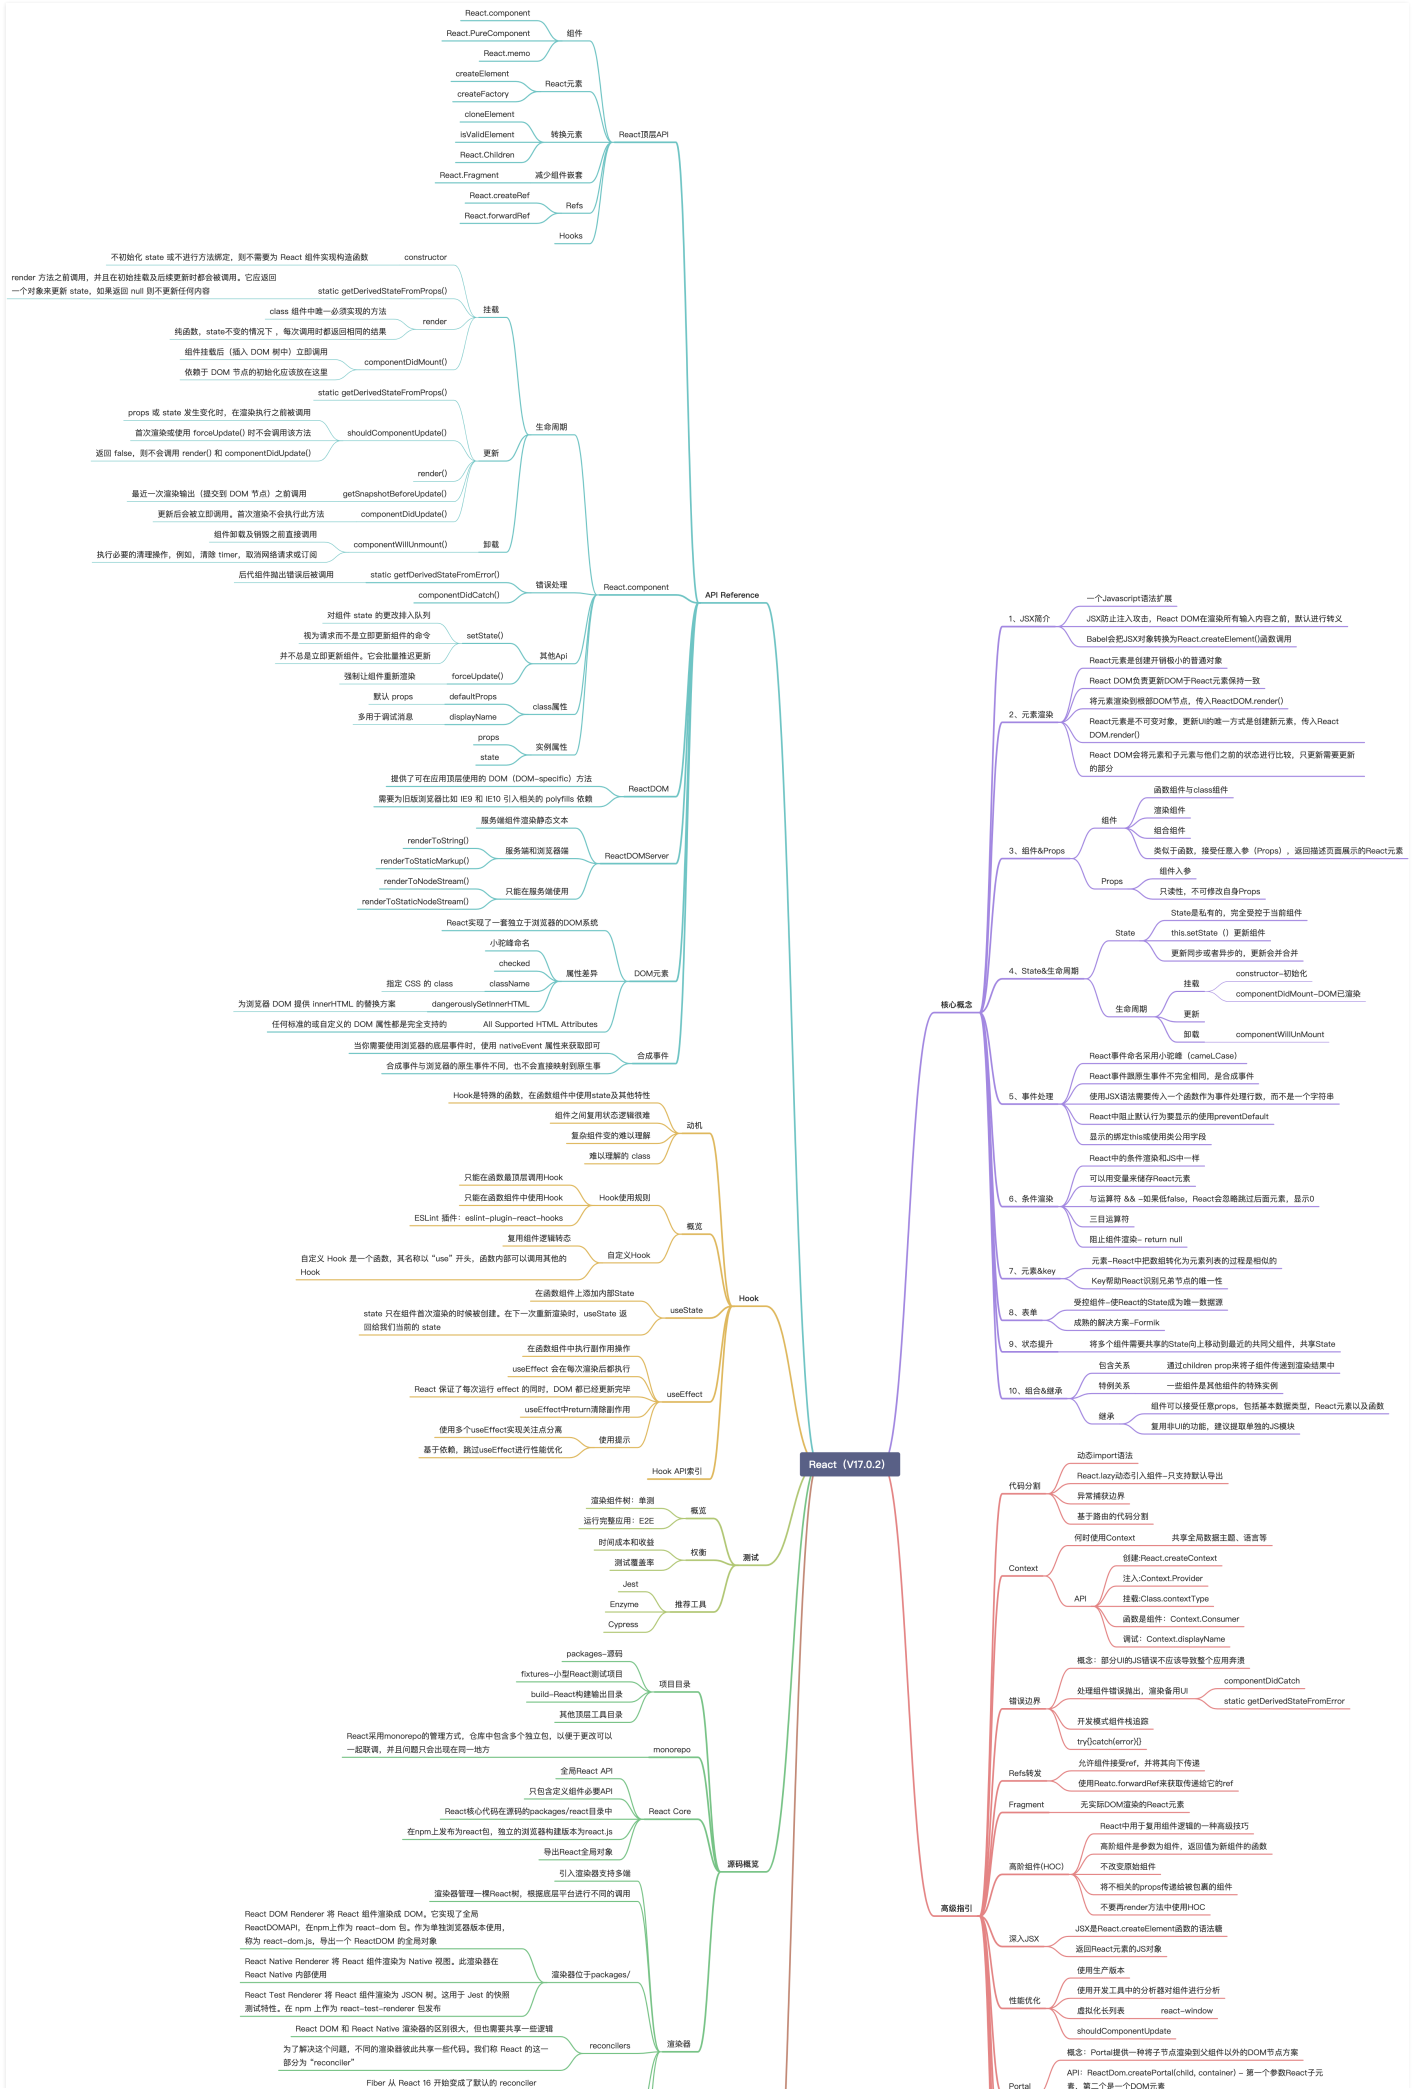 React.component
React.PureComponent
React.memo
组件
createElement
createFactory
React元素
cloneElement
isValidElement
React.Children
转换元素
React.Fragment
减少组件嵌套
React.createRef
React.forwardRef
Refs
Hooks
React顶层API
不初始化 state 或不进行方法绑定，则不需要为 React 组件实现构造函数
constructor
render 方法之前调用，并且在初始挂载及后续更新时都会被调用。它应返回
一个对象来更新 state，如果返回 null 则不更新任何内容
static getDerivedStateFromProps()
class 组件中唯一必须实现的方法
纯函数，state不变的情况下 ，每次调用时都返回相同的结果
render
组件挂载后（插入 DOM 树中）立即调用
依赖于 DOM 节点的初始化应该放在这里
componentDidMount()
挂载
static getDerivedStateFromProps()
props 或 state 发生变化时，在渲染执行之前被调用
首次渲染或使用 forceUpdate() 时不会调用该方法
返回 false，则不会调用 render() 和 componentDidUpdate()
shouldComponentUpdate()
render()
最近一次渲染输出（提交到 DOM 节点）之前调用
getSnapshotBeforeUpdate()
更新后会被立即调用。首次渲染不会执行此方法
componentDidUpdate()
更新
组件卸载及销毁之前直接调用
执行必要的清理操作，例如，清除 timer，取消网络请求或订阅
componentWillUnmount()
卸载
生命周期
后代组件抛出错误后被调用
static getfDerivedStateFromError()
componentDidCatch()
错误处理
对组件 state 的更改排入队列
视为请求而不是立即更新组件的命令
并不总是立即更新组件。它会批量推迟更新
setState()
强制让组件重新渲染
forceUpdate()
其他Api
默认 props
defaultProps
多用于调试消息
displayName
class属性
props
state
实例属性
React.component
提供了可在应用顶层使用的 DOM（DOM-specific）方法
需要为旧版浏览器比如 IE9 和 IE10 引入相关的 polyfills 依赖
ReactDOM
服务端组件渲染静态文本
renderToString()
renderToStaticMarkup()
服务端和浏览器端
renderToNodeStream()
renderToStaticNodeStream()
只能在服务端使用
ReactDOMServer
React实现了一套独立于浏览器的DOM系统
小驼峰命名
checked
指定 CSS 的 class
className
为浏览器 DOM 提供 innerHTML 的替换方案
dangerouslySetInnerHTML
属性差异
任何标准的或自定义的 DOM 属性都是完全支持的
All Supported HTML Attributes
DOM元素
当你需要使用浏览器的底层事件时，使用 nativeEvent 属性来获取即可
合成事件与浏览器的原生事件不同，也不会直接映射到原生事
合成事件
API Reference
Hook是特殊的函数，在函数组件中使用state及其他特性
组件之间复用状态逻辑很难
复杂组件变的难以理解
难以理解的 class
动机
只能在函数最顶层调用Hook
只能在函数组件中使用Hook
ESLint 插件：eslint-plugin-react-hooks
Hook使用规则
复用组件逻辑转态
自定义 Hook 是一个函数，其名称以 “use” 开头，函数内部可以调用其他的
Hook
自定义Hook
概览
在函数组件上添加内部State
state 只在组件首次渲染的时候被创建。在下一次重新渲染时，useState 返
回给我们当前的 state
useState
在函数组件中执行副作用操作
useEffect 会在每次渲染后都执行
React 保证了每次运行 effect 的同时，DOM 都已经更新完毕
useEffect中return清除副作用
使用多个useEffect实现关注点分离
基于依赖，跳过useEffect进行性能优化
使用提示
useEffect
Hook API索引
Hook
渲染组件树：单测
运行完整应用：E2E
概览
时间成本和收益
测试覆盖率
权衡
Jest
Enzyme
Cypress
推荐工具
测试
packages-源码
fixtures-小型React测试项目
build-React构建输出目录
其他顶层工具目录
项目目录
React采用monorepo的管理方式，仓库中包含多个独立包，以便于更改可以
一起联调，并且问题只会出现在同一地方
monorepo
全局React API
只包含定义组件必要API
React核心代码在源码的packages/react目录中
在npm上发布为react包，独立的浏览器构建版本为react.js
导出React全局对象
React Core
引入渲染器支持多端
渲染器管理一棵React树，根据底层平台进行不同的调用
React DOM Renderer 将 React 组件渲染成 DOM。它实现了全局
ReactDOMAPI，在npm上作为 react-dom 包。作为单独浏览器版本使用，
称为 react-dom.js，导出一个 ReactDOM 的全局对象
React Native Renderer 将 React 组件渲染为 Native 视图。此渲染器在
React Native 内部使用
React Test Renderer 将 React 组件渲染为 JSON 树。这用于 Jest 的快照
测试特性。在 npm 上作为 react-test-renderer 包发布
渲染器位于packages/
React DOM 和 React Native 渲染器的区别很大，但也需要共享一些逻辑
为了解决这个问题，不同的渲染器彼此共享一些代码。我们称 React 的这一
部分为 “reconciler”
reconcilers
Fiber 从 React 16 开始变成了默认的 reconciler
渲染器
源码概览
React（V17.0.2）
核心概念
1、JSX简介
一个Javascript语法扩展
JSX防止注入攻击，React DOM在渲染所有输入内容之前，默认进行转义
Babel会把JSX对象转换为React.createElement()函数调用
2、元素渲染
React元素是创建开销极小的普通对象
React DOM负责更新DOM于React元素保持一致
将元素渲染到根部DOM节点，传入ReactDOM.render()
React元素是不可变对象，更新UI的唯一方式是创建新元素，传入React
DOM.render()
React DOM会将元素和子元素与他们之前的状态进行比较，只更新需要更新
的部分
3、组件&Props
组件
函数组件与class组件
渲染组件
组合组件
类似于函数，接受任意入参（Props），返回描述页面展示的React元素
Props
组件入参
只读性，不可修改自身Props
4、State&生命周期
State
State是私有的，完全受控于当前组件
this.setState（）更新组件
更新同步或者异步的，更新会并合并
生命周期
挂载
constructor-初始化
componentDidMount-DOM已渲染
更新
卸载
componentWillUnMount
5、事件处理
React事件命名采用小驼峰（cameLCase）
React事件跟原生事件不完全相同，是合成事件
使用JSX语法需要传入一个函数作为事件处理行数，而不是一个字符串
React中阻止默认行为要显示的使用preventDefault
显示的绑定this或使用类公用字段
6、条件渲染
React中的条件渲染和JS中一样
可以用变量来储存React元素
与运算符 && -如果低false，React会忽略跳过后面元素，显示0
三目运算符
阻止组件渲染- return null
7、元素&key
元素-React中把数组转化为元素列表的过程是相似的
Key帮助React识别兄弟节点的唯一性
8、表单
受控组件-使React的State成为唯一数据源
成熟的解决方案-Formik
9、状态提升
将多个组件需要共享的State向上移动到最近的共同父组件，共享State
10、组合&继承
包含关系
通过children prop来将子组件传递到渲染结果中
特例关系
一些组件是其他组件的特殊实例
继承
组件可以接受任意props，包括基本数据类型，React元素以及函数
复用非UI的功能，建议提取单独的JS模块
高级指引
代码分割
动态import语法
React.lazy动态引入组件-只支持默认导出
异常捕获边界
基于路由的代码分割
Context
何时使用Context
共享全局数据主题、语言等
API
创建:React.createContext
注入:Context.Provider
挂载:Class.contextType
函数是组件：Context.Consumer
调试：Context.displayName
错误边界
概念：部分UI的JS错误不应该导致整个应用奔溃
处理组件错误抛出，渲染备用UI
componentDidCatch
static getDerivedStateFromError
开发模式组件栈追踪
try{}catch(error){}
Refs转发
允许组件接受ref，并将其向下传递
使用Reatc.forwardRef来获取传递给它的ref
Fragment
无实际DOM渲染的React元素
高阶组件(HOC)
React中用于复用组件逻辑的一种高级技巧
高阶组件是参数为组件，返回值为新组件的函数
不改变原始组件
将不相关的props传递给被包裹的组件
不要再render方法中使用HOC
深入JSX
JSX是React.createElement函数的语法糖
返回React元素的JS对象
性能优化
使用生产版本
使用开发工具中的分析器对组件进行分析
虚拟化长列表
react-window
shouldComponentUpdate
Portal
概念：Portal提供一种将子节点渲染到父组件以外的DOM节点方案
API：ReactDom.createPortal(child, container) - 第一个参数React子元
素，第二个是一个DOM元素